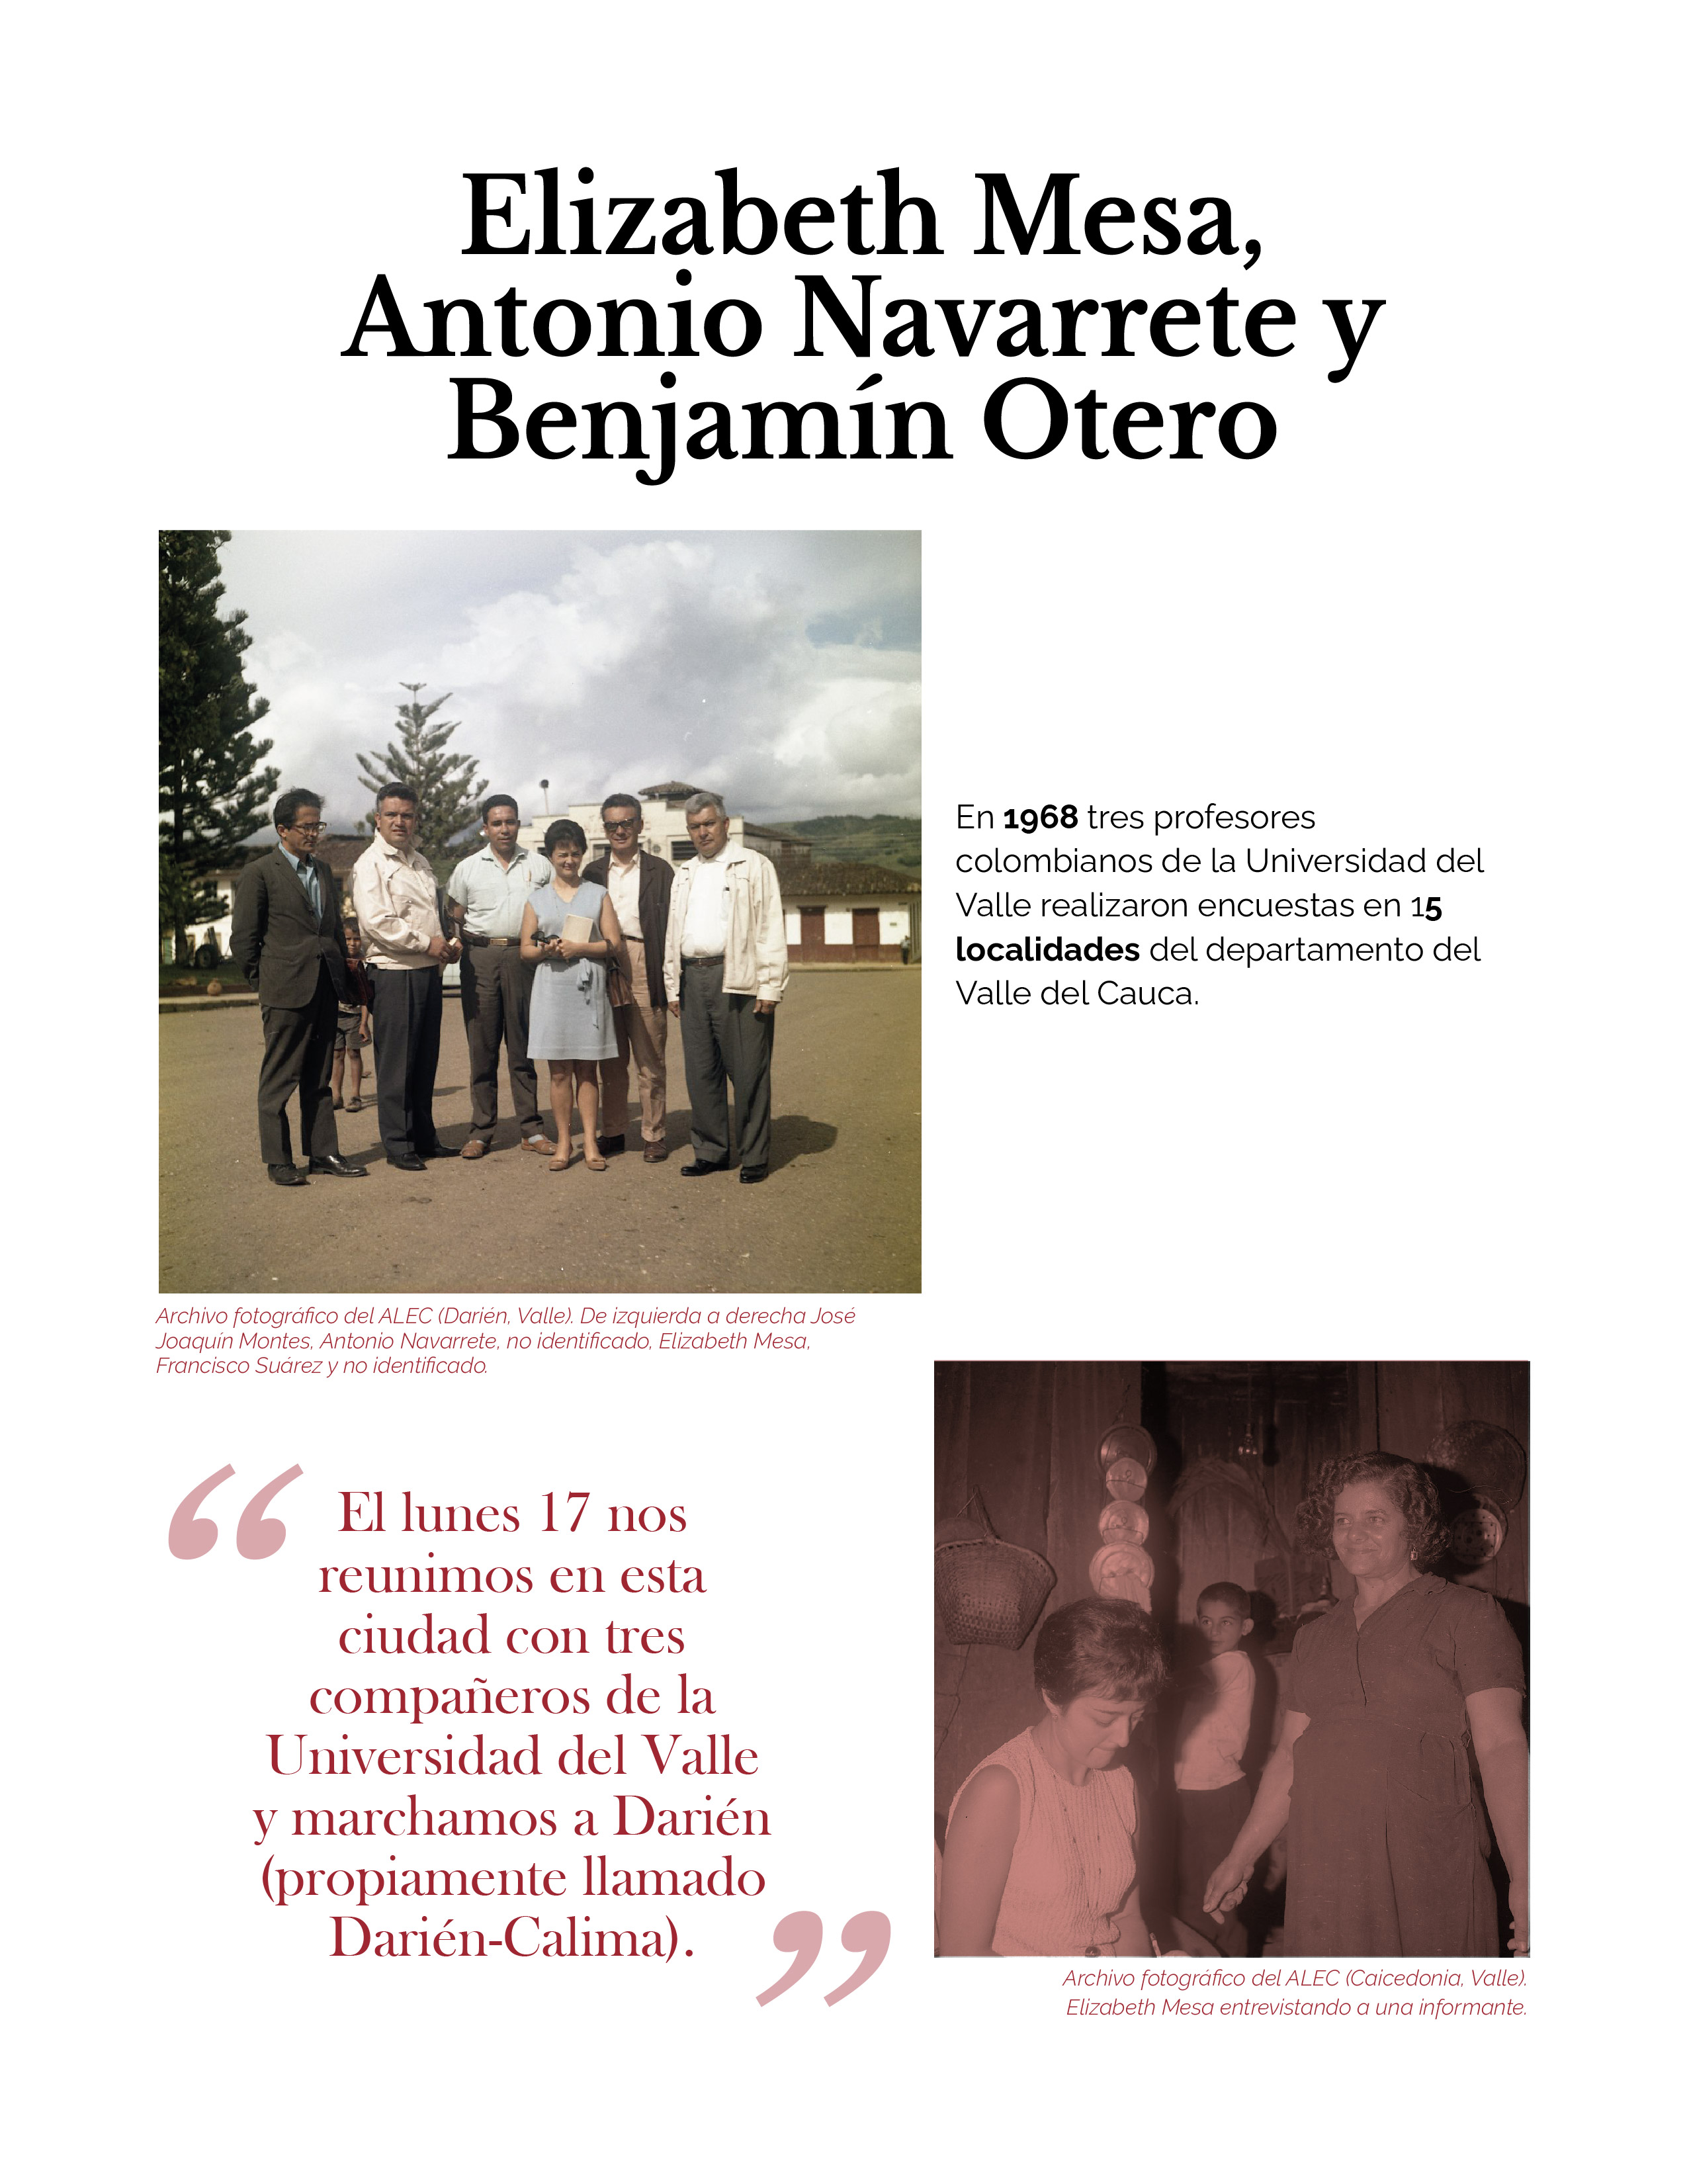 Elizabeth Mesa,
Antonio Navarrete y
Benjamín Otero
En 1968 tres profesores
colombianos de la Universidad del
Valle realizaron encuestas en 15
localidades del departamento del
Valle del Cauca.
Archivo fotográfico del ALEC (Darién, Valle). De izquierda a derecha José
Joaquín Montes, Antonio Navarrete, no identificado, Elizabeth Mesa,
Francisco Suárez y no identificado.
“El lunes 17 nos
reunimos en esta
ciudad con tres
compañeros de la
Universidad del Valle
y marchamos a Darién
(propiamente llamado
Darién-Calima).”
Archivo fotográfico del ALEC (Caicedonia, Valle).
Elizabeth Mesa entrevistando a una informante.